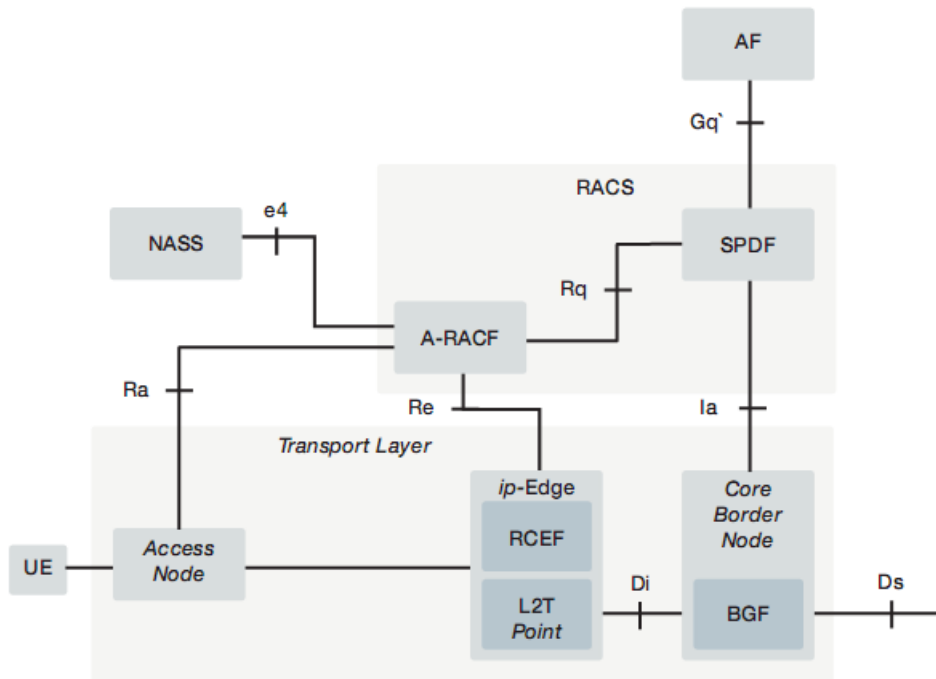 AF
Gq`
RACS
e4
NASS
SPDF
Rq
A-RACF
Ra
Re
Ia
Transport Layer
ip-Edge
Core
Border
Node
RCEF
Access
Node
UE
L2T
Point
Di
BGF
Ds